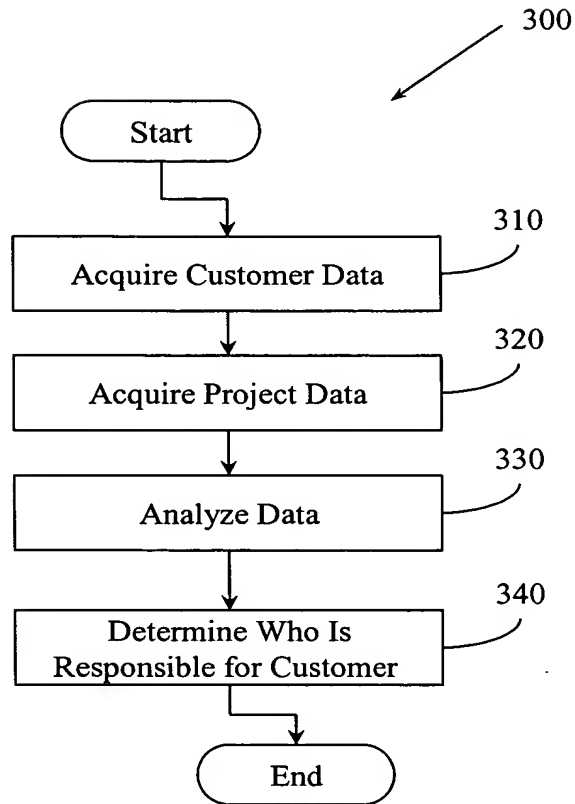 300
Start
310
Acquire Customer Data
320
Acquire Project Data
330
Analyze Data
340
Determine Who Is
Responsible for Customer
End